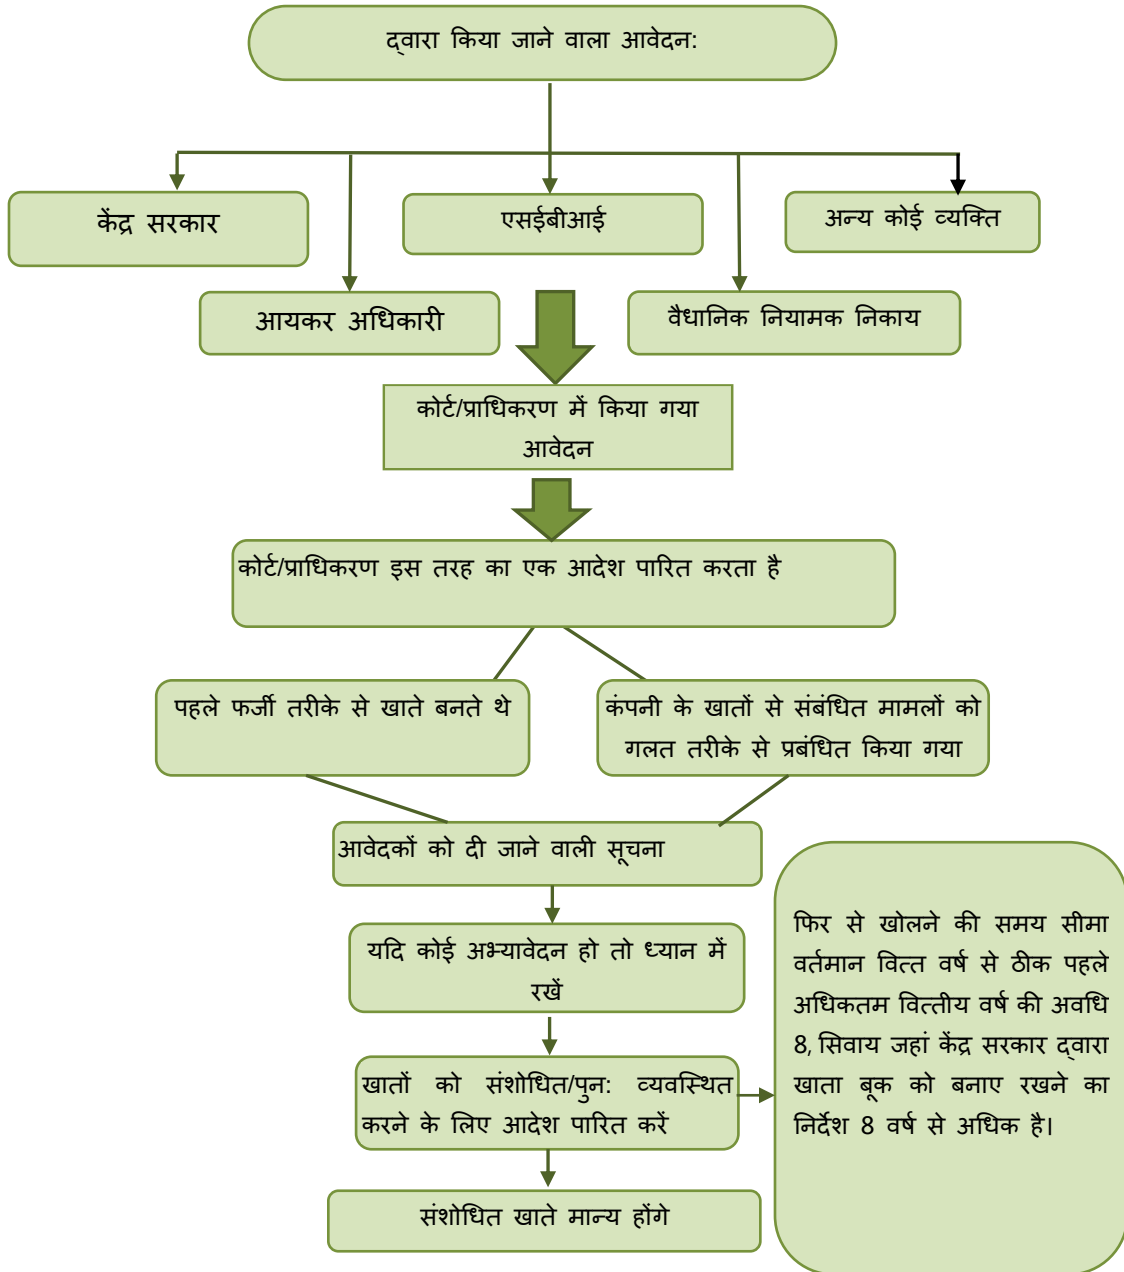 द्वारा किया जाने वाला आवेदन:
केंद्र सरकार
एसईबीआई
अन्य कोई व्यक्ति
आयकर अधिकारी
वैधानिक नियामक निकाय
कोर्ट/प्राधिकरण में किया गया
आवेदन
कोर्ट/प्राधिकरण इस तरह का एक आदेश पारित करता है
पहले फर्जी तरीके से खाते बनते थे
कंपनी के खातों से संबंधित मामलों को
गलत तरीके से प्रबंधित किया गया
आवेदकों को दी जाने वाली सूचना
यदि कोई अभ्यावेदन हो तो ध्यान में
रखें
खातों को संशोधित/पुन: व्यवस्थित
करने के लिए आदेश पारित करें
संशोधित खाते मान्य होंगे
फिर से खोलने की समय सीमा
वर्तमान वित्त वर्ष से ठीक पहले
अधिकतम वित्तीय वर्ष की अवधि
8, सिवाय जहां केंद्र सरकार द्वारा
खाता बूक को बनाए रखने का
निर्देश 8 वर्ष से अधिक है।